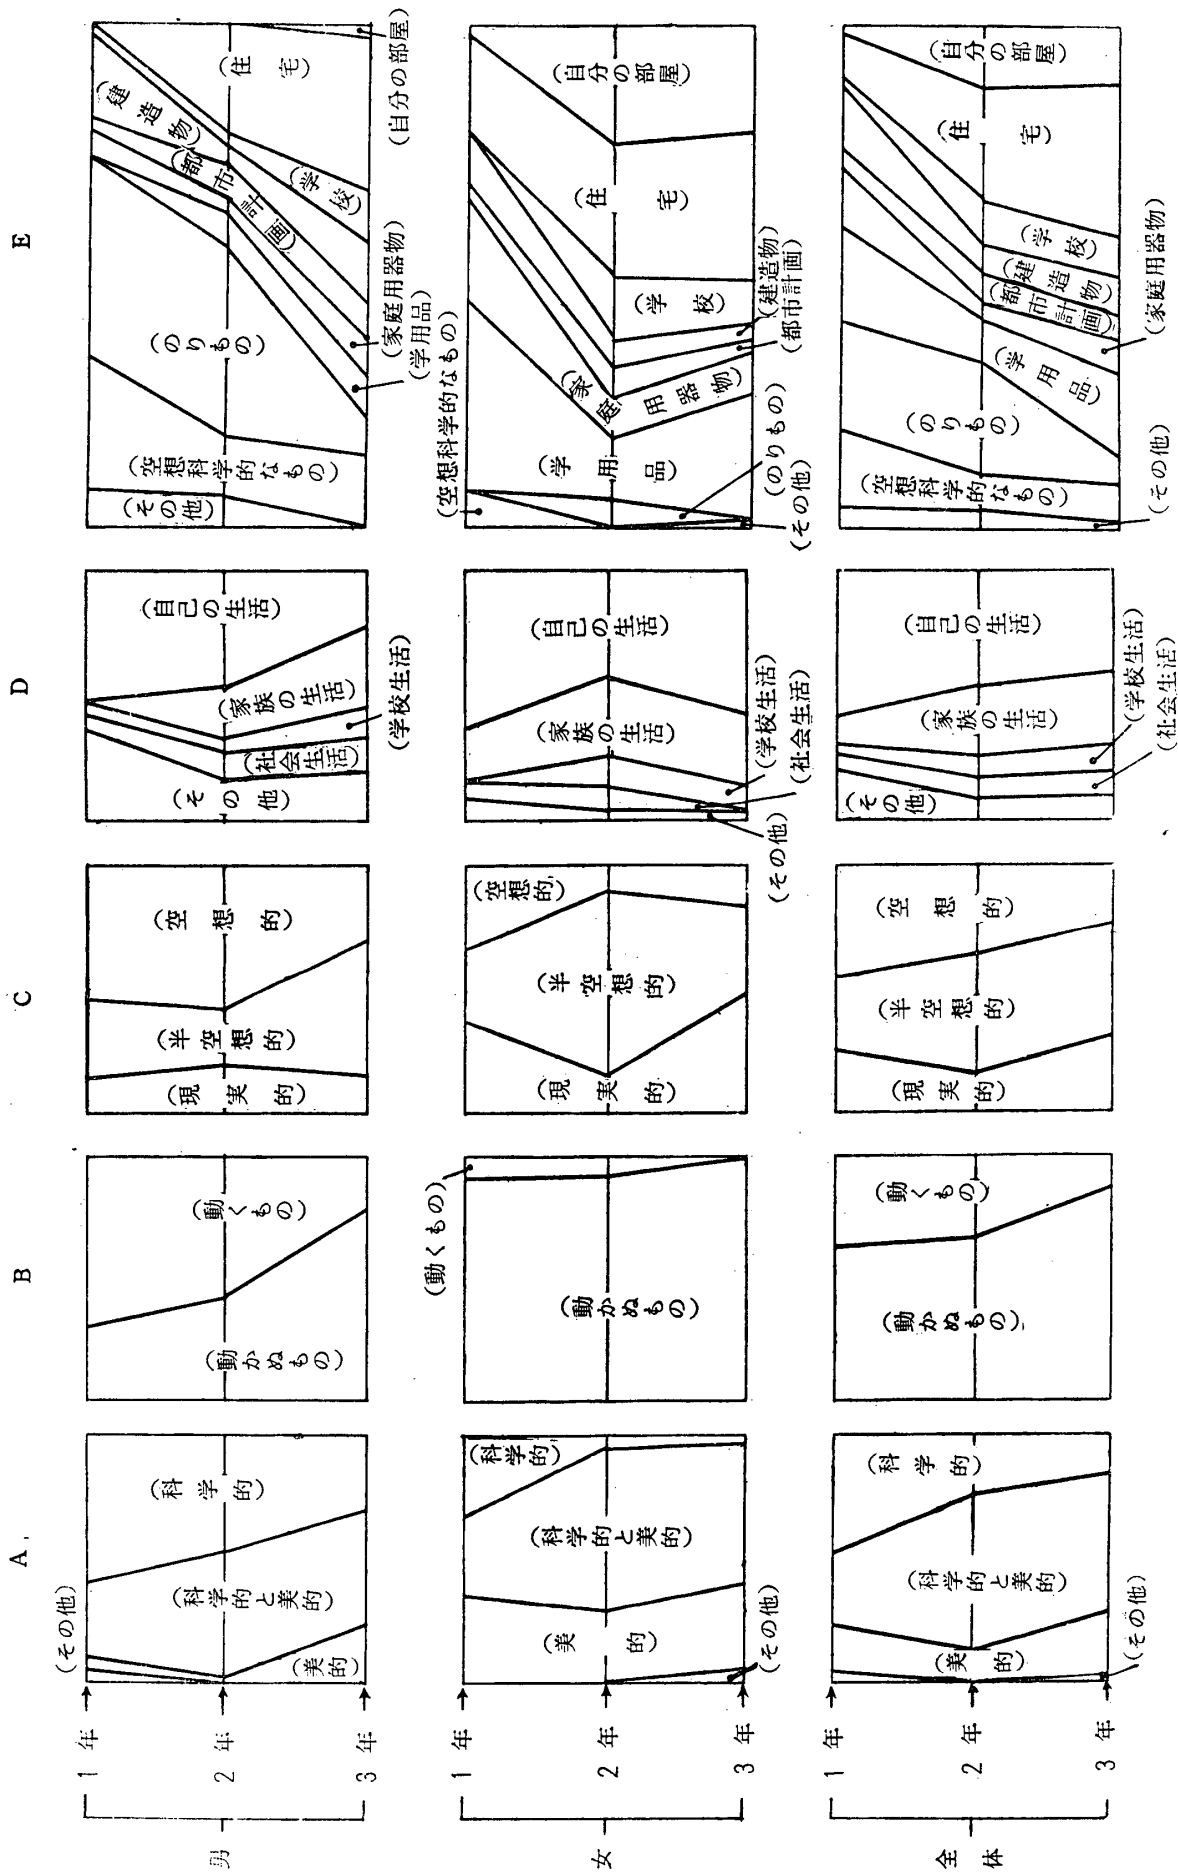 A
B
C
D
E
男
1年
2年
3年
(その他)
(科学的)
(科学的と美的)
(美的)
(動くもの)
(動かぬもの)
(空想的)
(半空想的)
(現実的)
(自己の生活)
(家族の生活)
(学校生活)
(社会生活)
(その他)
(自分の部屋)
(住宅)
(学校)
(建造物)
(都市計画)
(家庭用器物)
(学用品)
(のりもの)
(空想科学的なもの)
(その他)
女
1年
2年
3年
(科学的)
(科学的と美的)
(美的)
(その他)
(動くもの)
(動かぬもの)
(空想的)
(半空想的)
(現実的)
(自己の生活)
(家族の生活)
(学校生活)
(社会生活)
(その他)
(自分の部屋)
(住宅)
(学校)
(建造物)
(都市計画)
(家庭用器物)
(学用品)
(のりもの)
(その他)
(空想科学的なもの)
全体
1年
2年
3年
(科学的)
(科学的と美的)
(美的)
(その他)
(動くもの)
(動かぬもの)
(空想的)
(半空想的)
(現実的)
(自己の生活)
(家族の生活)
(学校生活)
(社会生活)
(その他)
(自分の部屋)
(住宅)
(学校)
(建造物)
(都市計画)
(家庭用器物)
(学用品)
(のりもの)
(空想科学的なもの)
(その他)